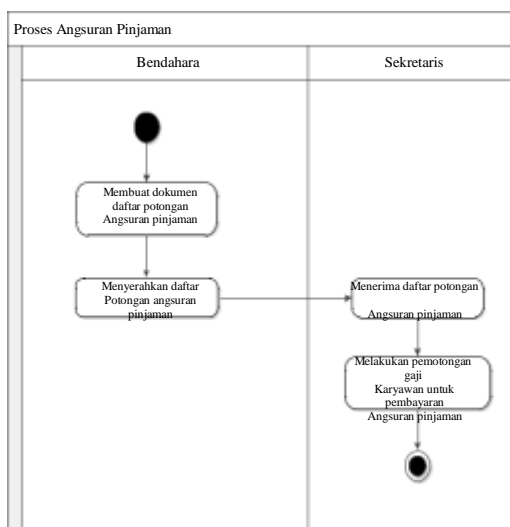 Proses Angsuran Pinjaman
Bendahara
Sekretaris
Membuat dokumen
daftar potongan
Angsuran pinjaman
Menyerahkan daftar
Potongan angsuran
pinjaman
Menerima daftar potongan
Angsuran pinjaman
Melakukan pemotongan
gaji
Karyawan untuk
pembayaran
Angsuran pinjaman